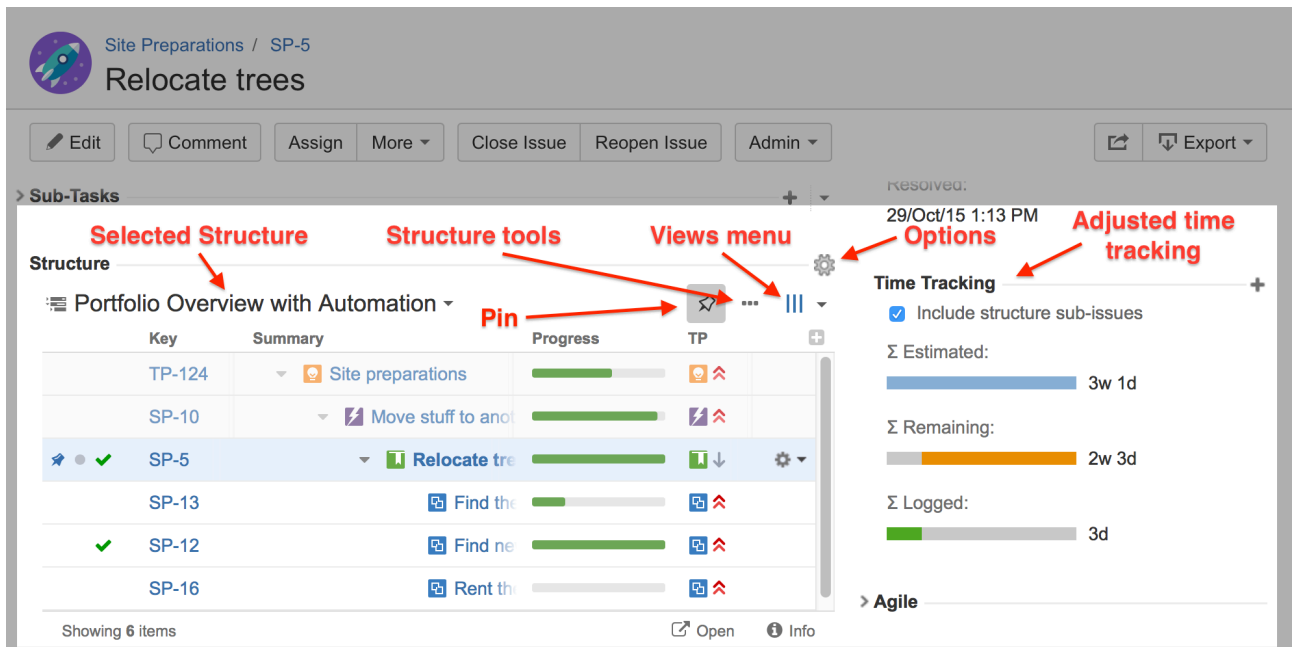 Site Preparations / SP-5
Relocate trees
Edit Comment Assign More Close Issue Reopen Issue Admin Export
Sub-Tasks
Resolved:
29/Oct/15 1:13 PM
Selected Structure Structure tools Views menu Options Adjusted time tracking
Structure
Portfolio Overview with Automation
Pin
Key Summary Progress TP
TP-124 Site preparations
SP-10 Move stuff to anot
SP-5 Relocate tre
SP-13 Find the
SP-12 Find ne
SP-16 Rent th
Showing 6 items Open Info
Time Tracking
Include structure sub-issues
Σ Estimated:
3w 1d
Σ Remaining:
2w 3d
Σ Logged:
3d
Agile